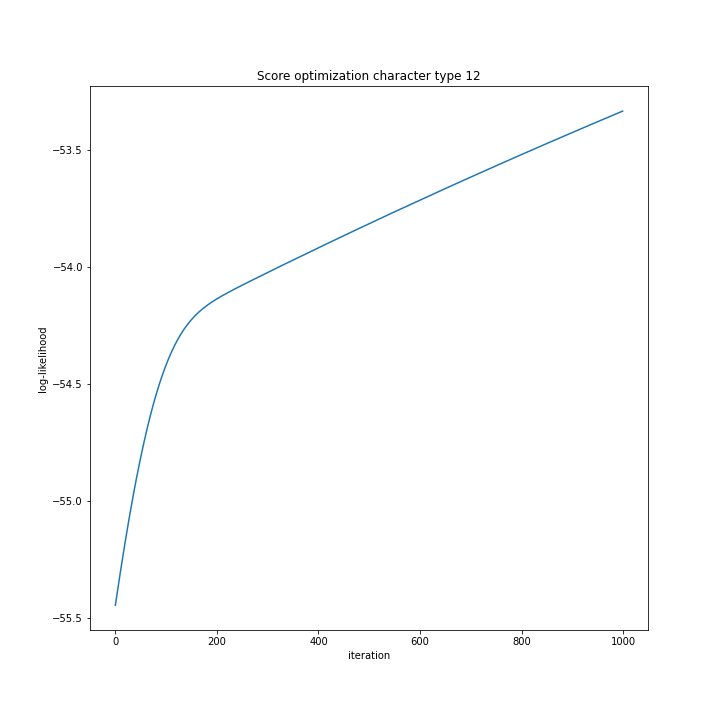 Score optimization character type 12
log-likelihood
−53.5
−54.0
−54.5
−55.0
−55.5
0 200 400 600 800 1000
iteration